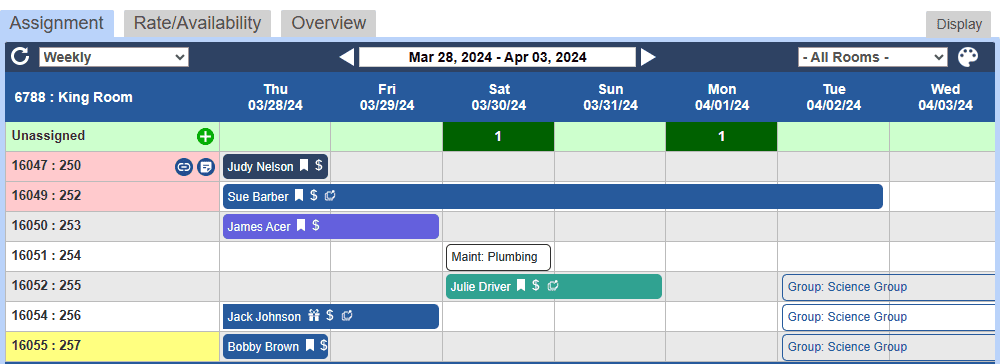 Assignment Rate/Availability Overview Display
Weekly Mar 28, 2024 - Apr 03, 2024 - All Rooms -
Thu Fri Sat Sun Mon Tue Wed
6788 : King Room
03/28/24 03/29/24 03/30/24 03/31/24 04/01/24 04/02/24 04/03/24
Unassigned 1 1
16047 : 250 Judy Nelson $
16049 : 252 Sue Barber $
16050 : 253 James Acer $
16051 : 254 Maint: Plumbing
16052 : 255 Julie Driver $ Group: Science Group
16054 : 256 Jack Johnson $ Group: Science Group
16055 : 257 Bobby Brown $ Group: Science Group